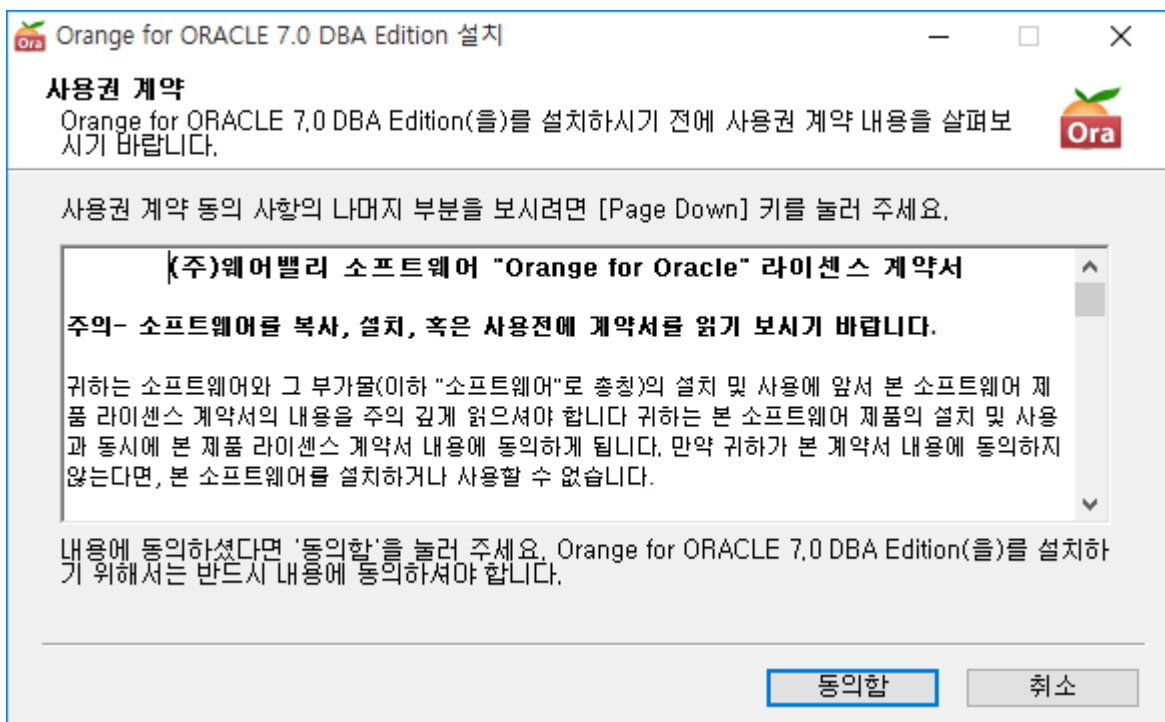 Ora Orange for ORACLE 7.0 DBA Edition 설치
사용권 계약
Orange for ORACLE 7.0 DBA Edition(을)를 설치하시기 전에 사용권 계약 내용을 살펴보
시기 바랍니다.
Ora
사용권 계약 동의 사항의 나머지 부분을 보시려면 [Page Down] 키를 눌러 주세요.
(주)웨어밸리 소프트웨어 "Orange for Oracle" 라이센스 계약서
주의- 소프트웨어를 복사, 설치, 혹은 사용전에 계약서를 읽기 보시기 바랍니다.
귀하는 소프트웨어와 그 부가물(이하 "소프트웨어"로 총칭)의 설치 및 사용에 앞서 본 소프트웨어 제
품 라이센스 계약서의 내용을 주의 깊게 읽으셔야 합니다 귀하는 본 소프트웨어 제품의 설치 및 사용
과 동시에 본 제품 라이센스 계약서 내용에 동의하게 됩니다. 만약 귀하가 본 계약서 내용에 동의하지
않는다면, 본 소프트웨어를 설치하거나 사용할 수 없습니다.
내용에 동의하셨다면 '동의함'을 눌러 주세요. Orange for ORACLE 7.0 DBA Edition(을)를 설치하
기 위해서는 반드시 내용에 동의하셔야 합니다.
동의함 취소